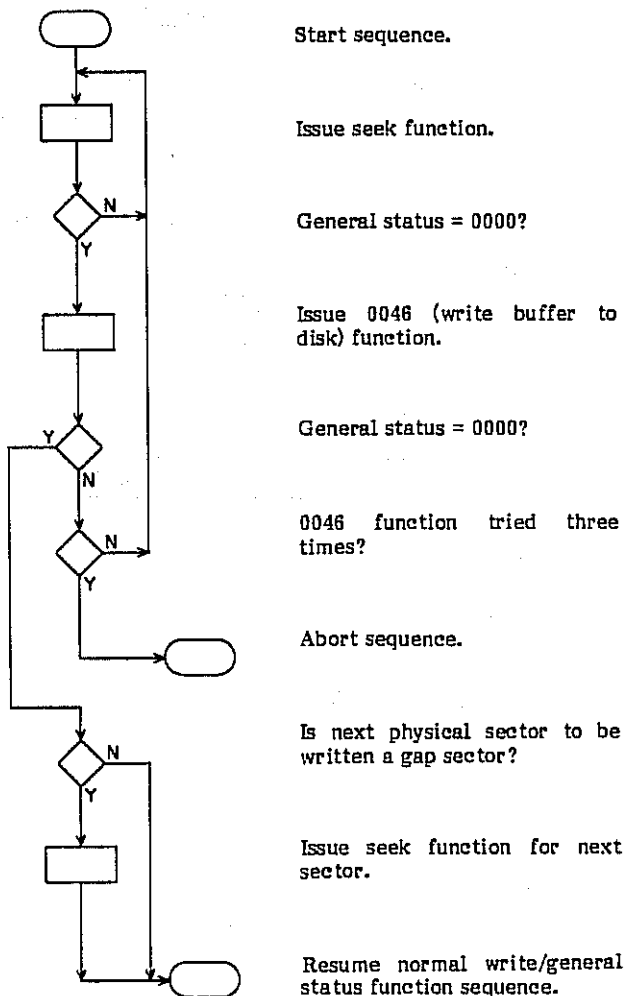 Start sequence.
Issue seek function.
N
General status = 0000?
Y
Issue 0046 (write buffer to
disk) function.
Y
General status = 0000?
N
0046 function tried three
times?
N
Y
Abort sequence.
Is next physical sector to be
written a gap sector?
N
Y
Issue seek function for next
sector.
Resume normal write/general
status function sequence.